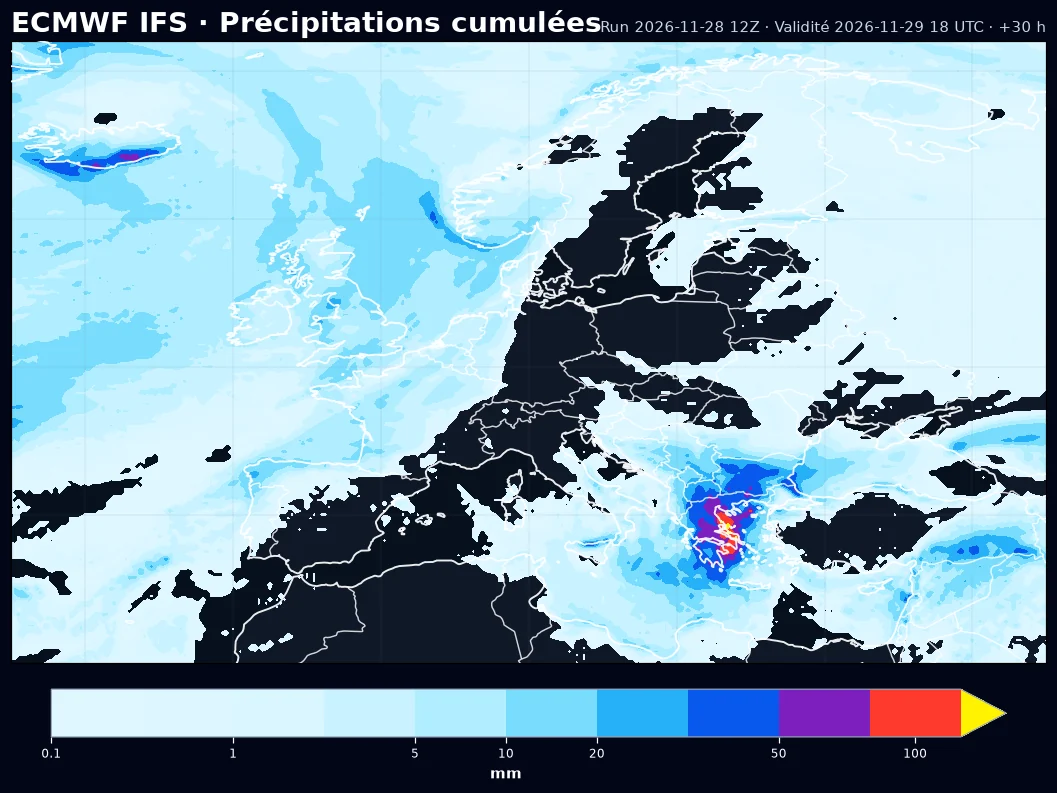 ECMWF IFS · Précipitations cumulées
Run 2026-11-28 12Z · Validité 2026-11-29 18 UTC · +30 h
0.1 1 5 10 20 50 100
mm